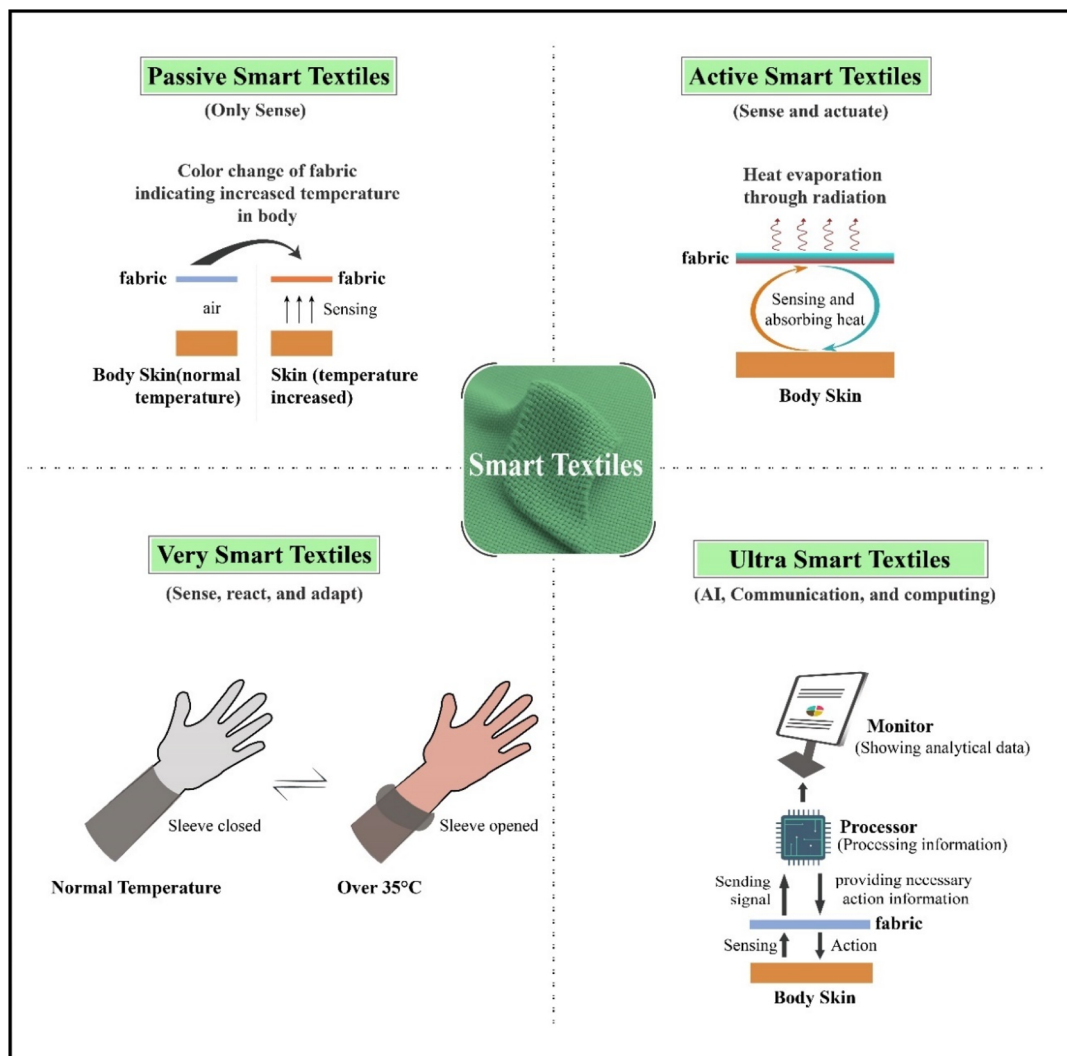 Passive Smart Textiles
(Only Sense)
Color change of fabric
indicating increased temperature
in body
fabric
fabric
air
Sensing
Body Skin(normal
temperature)
Skin (temperature
increased)
Active Smart Textiles
(Sense and actuate)
Heat evaporation
through radiation
fabric
Sensing and
absorbing heat
Body Skin
Smart Textiles
Very Smart Textiles
(Sense, react, and adapt)
Sleeve closed
Sleeve opened
Normal Temperature
Over 35°C
Ultra Smart Textiles
(AI, Communication, and computing)
Monitor
(Showing analytical data)
Processor
(Processing information)
Sending
signal
providing necessary
action information
fabric
Sensing
Action
Body Skin